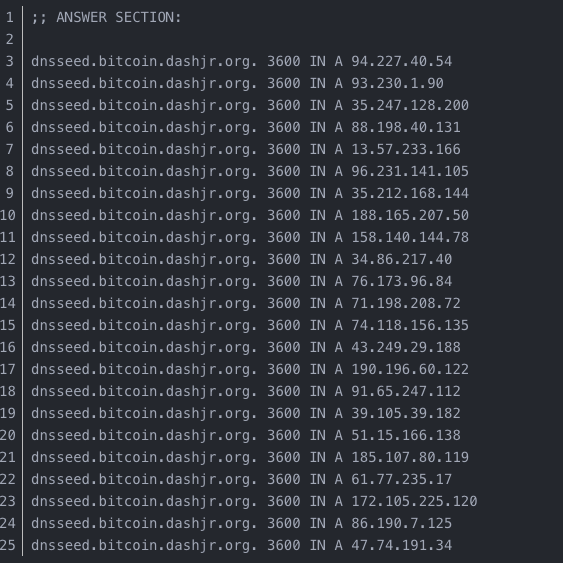 1 ;; ANSWER SECTION:
2
3 dnsseed.bitcoin.dashjr.org. 3600 IN A 94.227.40.54
4 dnsseed.bitcoin.dashjr.org. 3600 IN A 93.230.1.90
5 dnsseed.bitcoin.dashjr.org. 3600 IN A 35.247.128.200
6 dnsseed.bitcoin.dashjr.org. 3600 IN A 88.198.40.131
7 dnsseed.bitcoin.dashjr.org. 3600 IN A 13.57.233.166
8 dnsseed.bitcoin.dashjr.org. 3600 IN A 96.231.141.105
9 dnsseed.bitcoin.dashjr.org. 3600 IN A 35.212.168.144
10 dnsseed.bitcoin.dashjr.org. 3600 IN A 188.165.207.50
11 dnsseed.bitcoin.dashjr.org. 3600 IN A 158.140.144.78
12 dnsseed.bitcoin.dashjr.org. 3600 IN A 34.86.217.40
13 dnsseed.bitcoin.dashjr.org. 3600 IN A 76.173.96.84
14 dnsseed.bitcoin.dashjr.org. 3600 IN A 71.198.208.72
15 dnsseed.bitcoin.dashjr.org. 3600 IN A 74.118.156.135
16 dnsseed.bitcoin.dashjr.org. 3600 IN A 43.249.29.188
17 dnsseed.bitcoin.dashjr.org. 3600 IN A 190.196.60.122
18 dnsseed.bitcoin.dashjr.org. 3600 IN A 91.65.247.112
19 dnsseed.bitcoin.dashjr.org. 3600 IN A 39.105.39.182
20 dnsseed.bitcoin.dashjr.org. 3600 IN A 51.15.166.138
21 dnsseed.bitcoin.dashjr.org. 3600 IN A 185.107.80.119
22 dnsseed.bitcoin.dashjr.org. 3600 IN A 61.77.235.17
23 dnsseed.bitcoin.dashjr.org. 3600 IN A 172.105.225.120
24 dnsseed.bitcoin.dashjr.org. 3600 IN A 86.190.7.125
25 dnsseed.bitcoin.dashjr.org. 3600 IN A 47.74.191.34